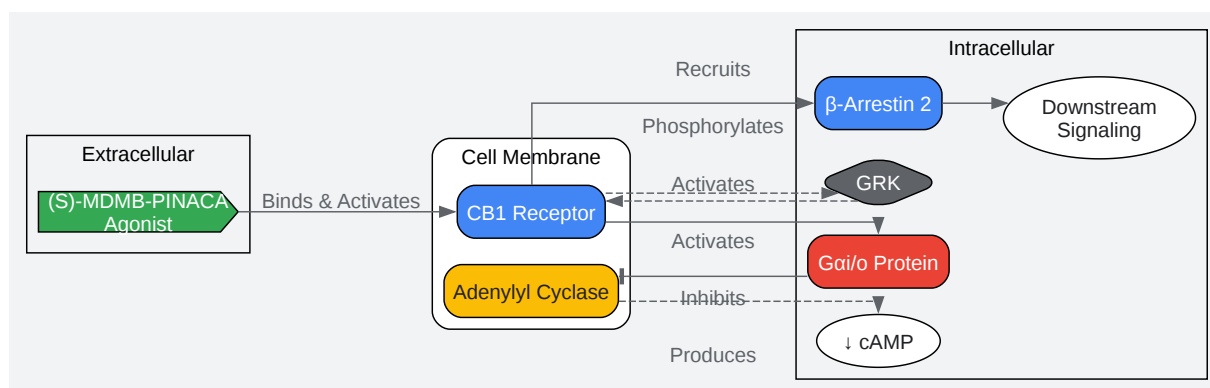 Intracellular
Recruits
β-Arrestin 2
Downstream
Signaling
Phosphorylates
Extracellular
Cell Membrane
(S)-MDMB-PINACA
Agonist
Binds & Activates
CB1 Receptor
Activates
GRK
Activates
Gαi/o Protein
Adenylyl Cyclase
Inhibits
↓ cAMP
Produces